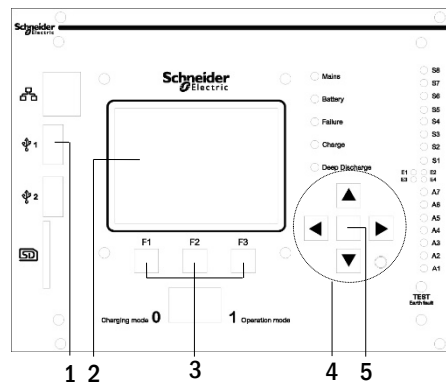 Schneider
Electric
Schneider
Electric
Mains
Battery
Failure
Charge
Deep Discharge
S8
S7
S6
S5
S4
S3
S2
S1
E1 E2
E3 E4
A7
A6
A5
A4
A3
A2
A1
1
2
SD
F1 F2 F3
Charging mode 0 1 Operation mode
TEST
Earth fault
1 2 3 4 5